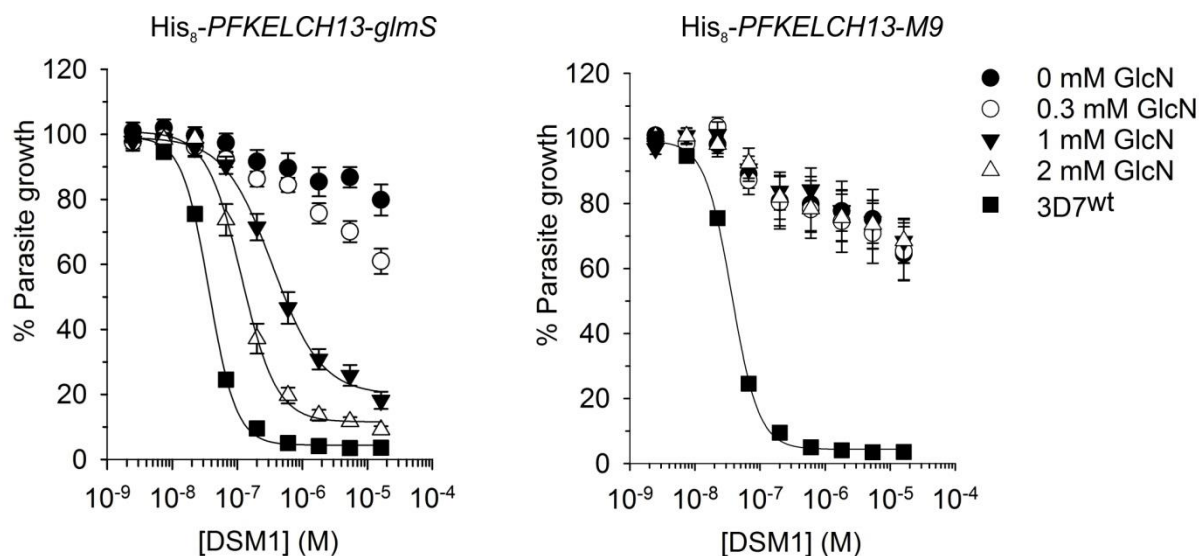 His₈-PFKELCH13-glmS
% Parasite growth
120
100
80
60
40
20
0
10⁻⁹ 10⁻⁸ 10⁻⁷ 10⁻⁶ 10⁻⁵ 10⁻⁴
[DSM1] (M)
His₈-PFKELCH13-M9
% Parasite growth
120
100
80
60
40
20
0
10⁻⁹ 10⁻⁸ 10⁻⁷ 10⁻⁶ 10⁻⁵ 10⁻⁴
[DSM1] (M)
0 mM GlcN
0.3 mM GlcN
1 mM GlcN
2 mM GlcN
3D7ʷᵗ